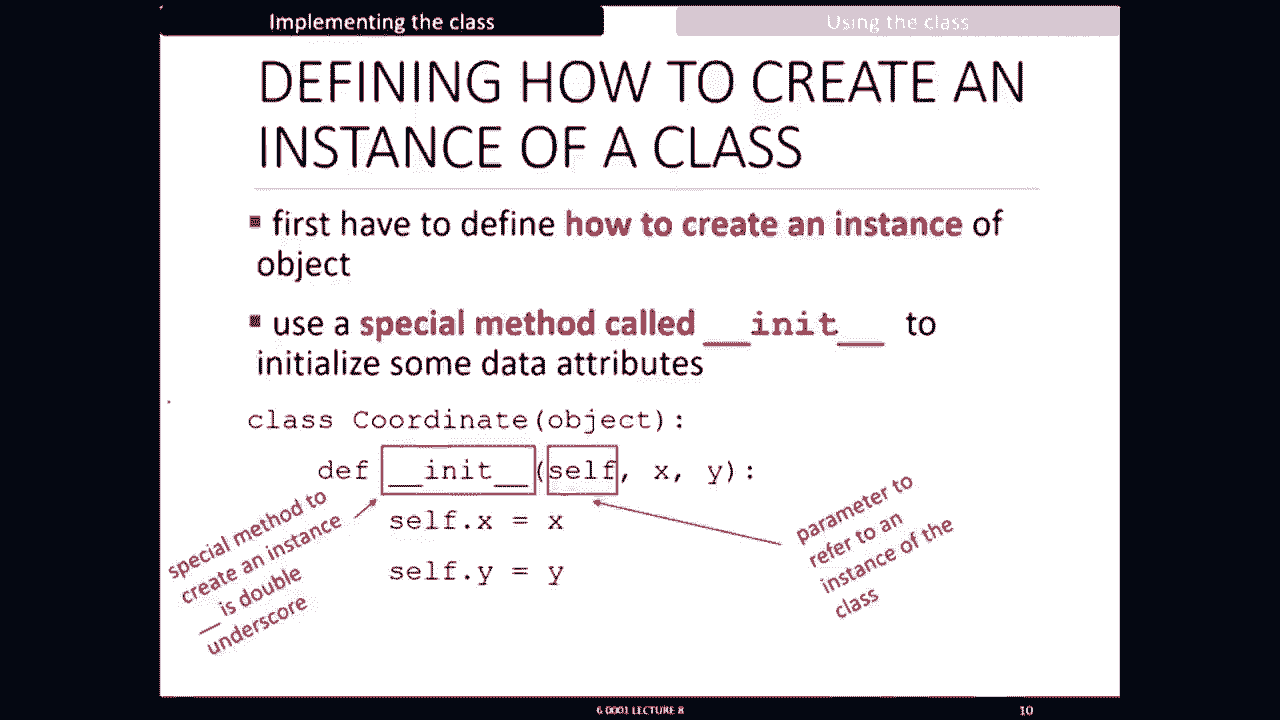 Implementing the class
Using the class
DEFINING HOW TO CREATE AN
INSTANCE OF A CLASS
▪ first have to define how to create an instance of
object
▪ use a special method called __init__ to
initialize some data attributes
class Coordinate(object):
def __init__(self, x, y):
self.x = x
self.y = y
special method to
create an instance
__ is double
underscore
parameter to
refer to an
instance of the
class
6.0001 LECTURE 8
10